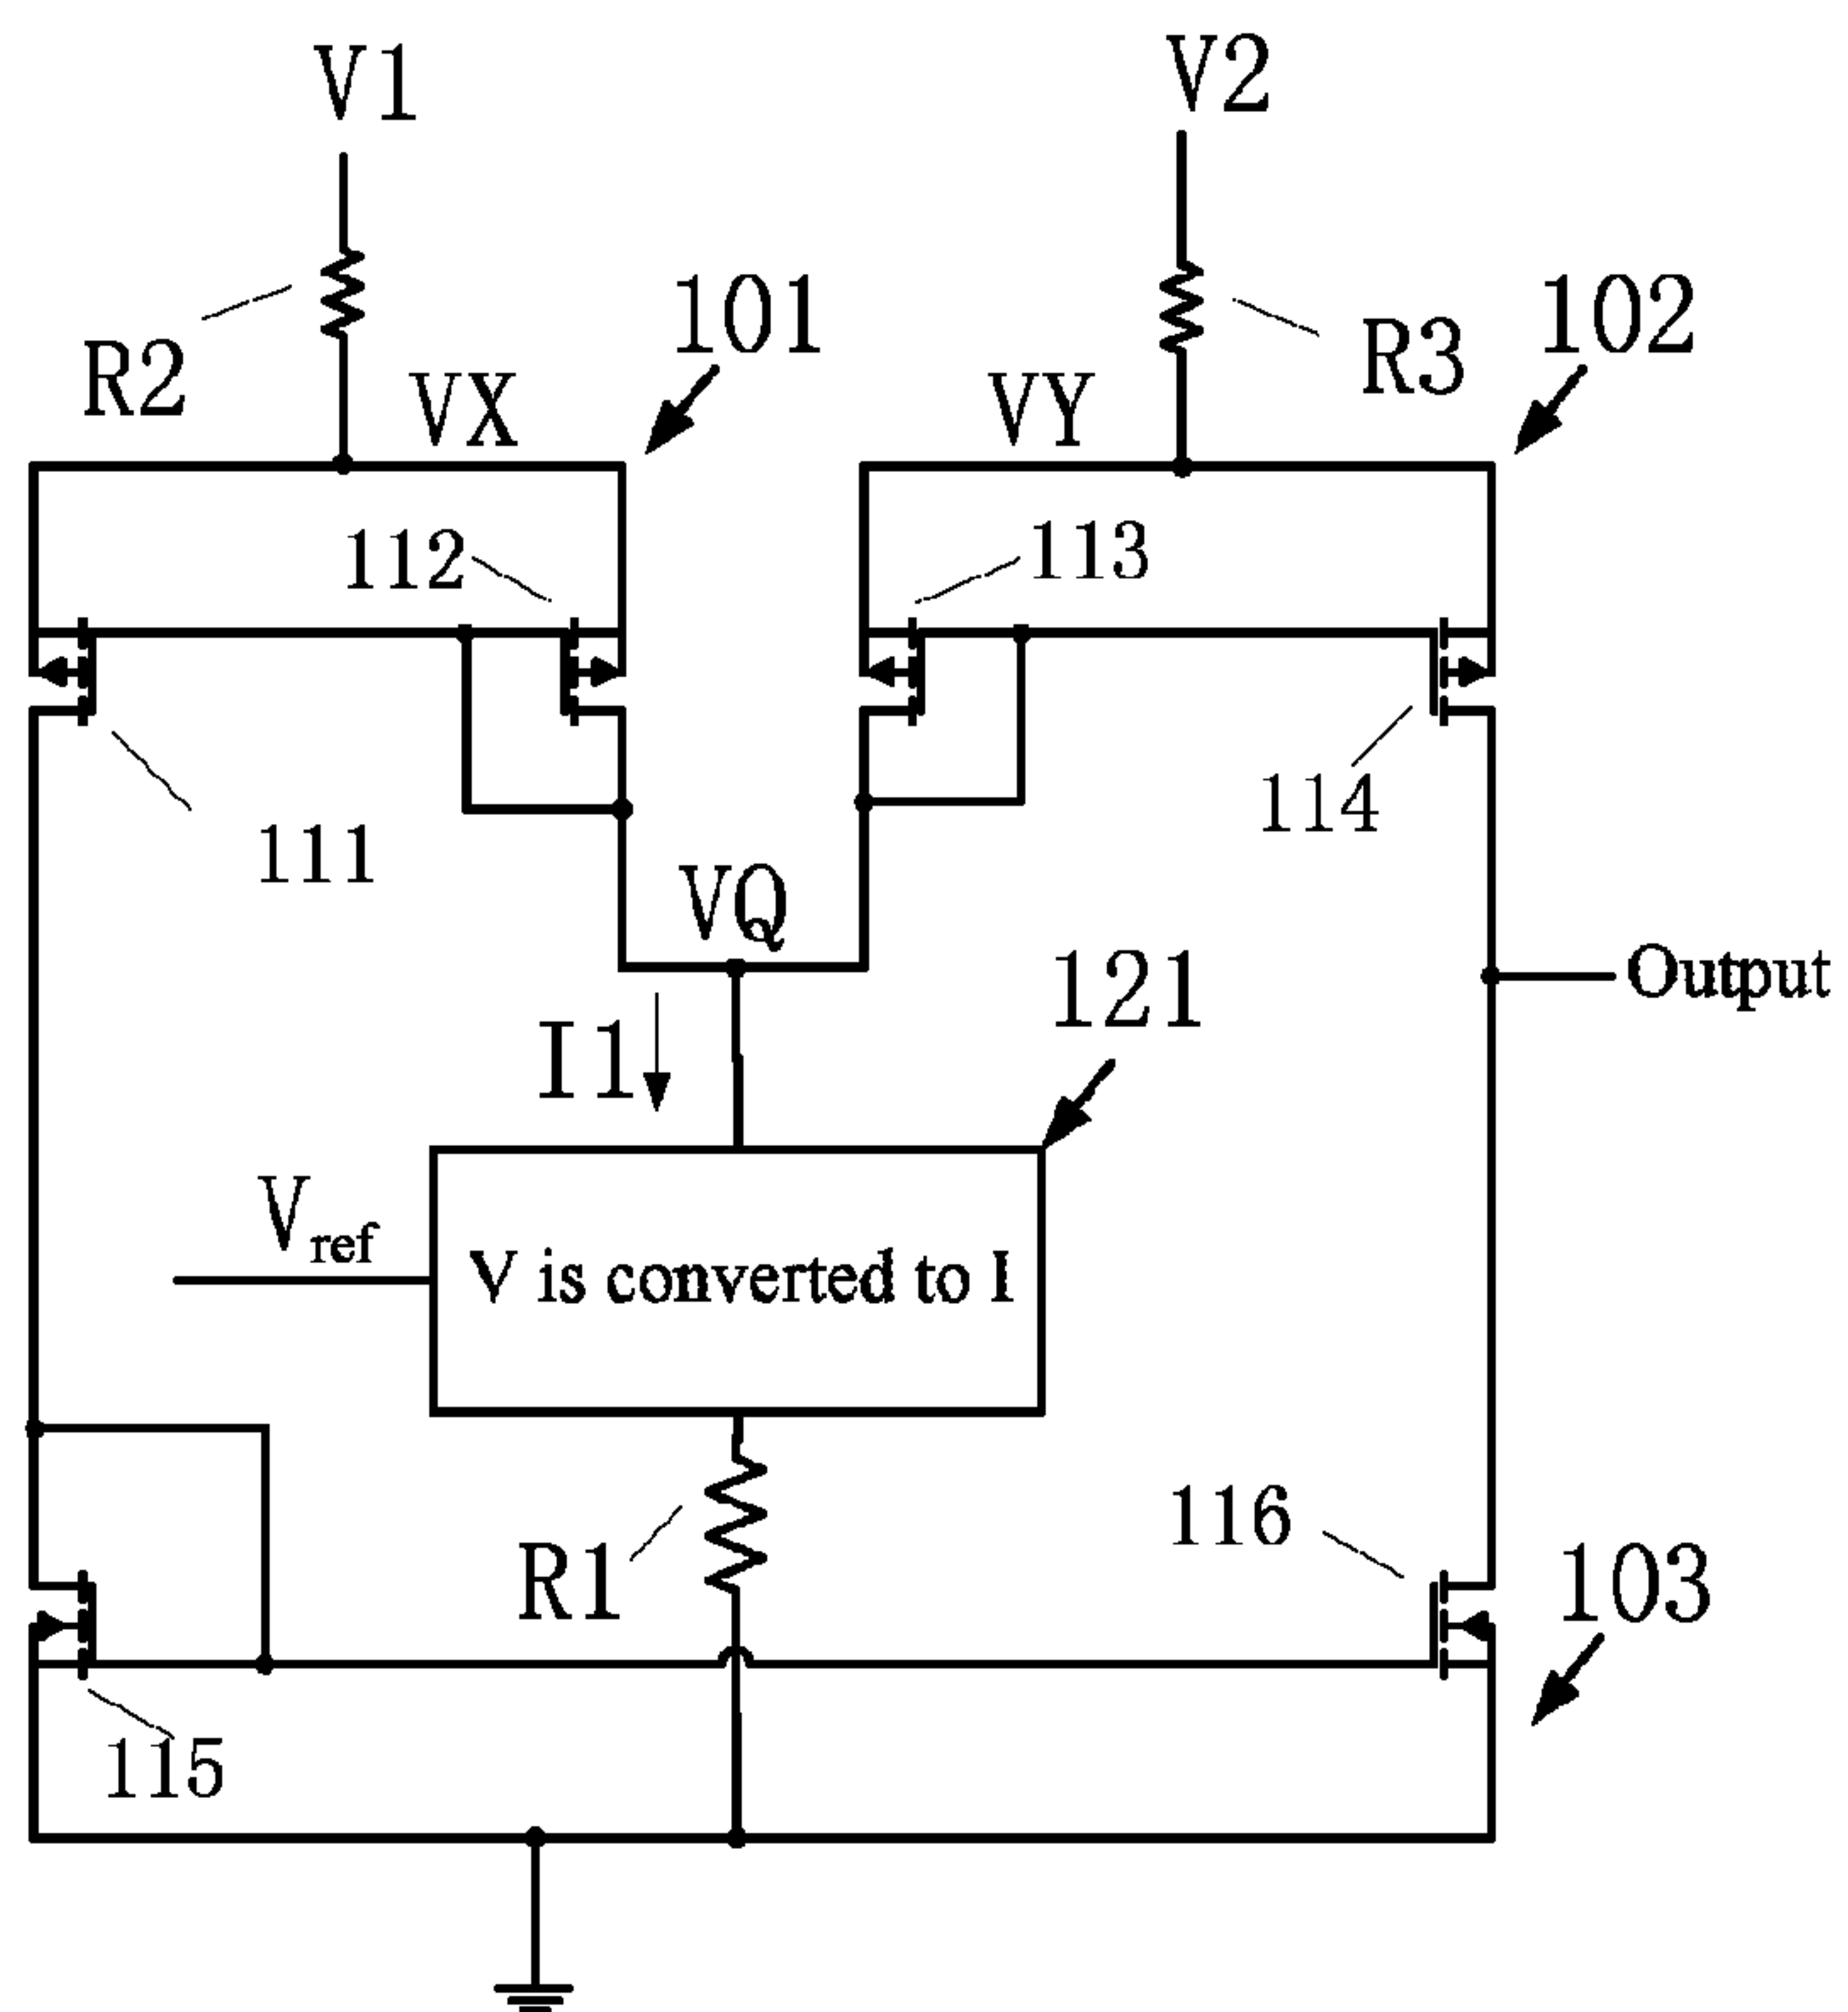 V1
V2
R2
101
R3
102
VX
VY
112
113
111
114
VQ
Output
I1
121
Vref
V is converted to I
R1
116
103
115